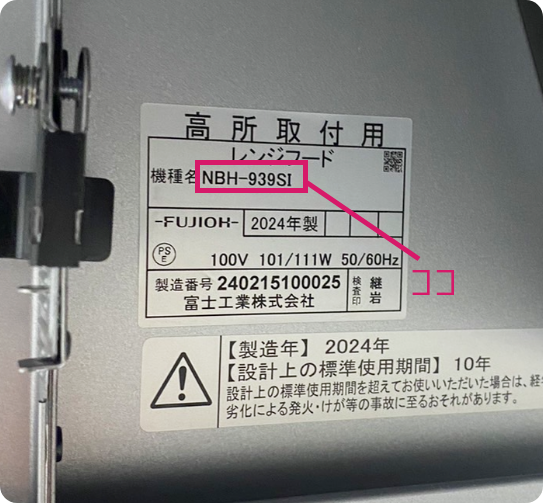 高所取付用
レンジフード
機種名 NBH-939SI
-FUJIOH- 2024年製
PS E 100V 101/111W 50/60Hz
製造番号 240215100025
富士工業株式会社
検査印 継岩
ココ
【製造年】 2024年
【設計上の標準使用期間】 10年
設計上の標準使用期間を超えてお使いいただいた場合は、経
劣化による発火・けが等の事故に至るおそれがあります。